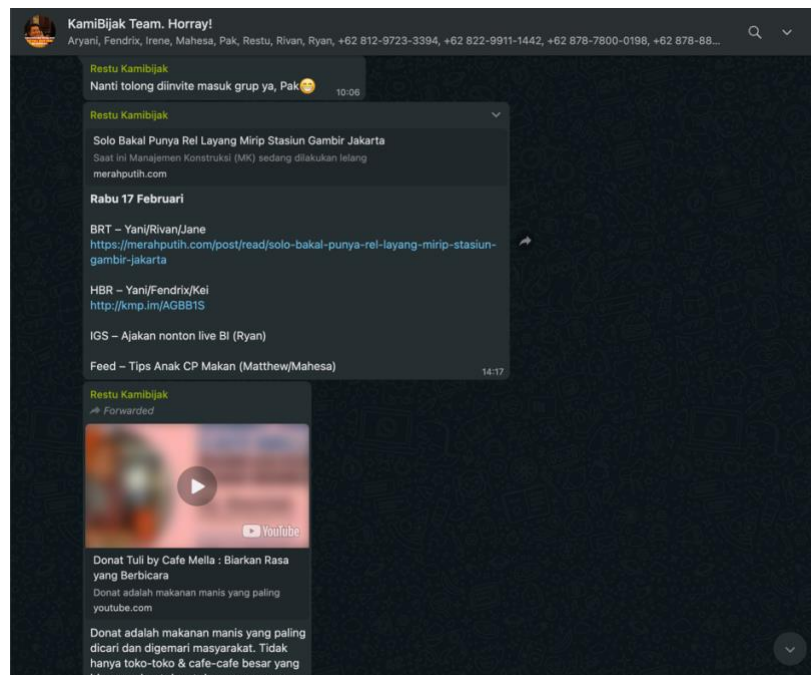 KamiBijak Team. Horray!
Aryani, Fendrix, Irene, Mahesa, Pak, Restu, Rivan, Ryan, +62 812-9723-3394, +62 822-9911-1442, +62 878-7800-0198, +62 878-88...
Restu Kamibijak
Nanti tolong diinvite masuk grup ya, Pak😁
10:06
Restu Kamibijak
Solo Bakal Punya Rel Layang Mirip Stasiun Gambir Jakarta
Saat ini Manajemen Konstruksi (MK) sedang dilakukan lelang
merahputih.com
Rabu 17 Februari
BRT – Yani/Rivan/Jane
https://merahputih.com/post/read/solo-bakal-punya-rel-layang-mirip-stasiun-
gambir-jakarta
HBR – Yani/Fendrix/Kei
http://kmp.im/AGBB1S
IGS – Ajakan nonton live BI (Ryan)
Feed – Tips Anak CP Makan (Matthew/Mahesa)
14:17
Restu Kamibijak
Forwarded
YouTube
Donat Tuli by Cafe Mella : Biarkan Rasa
yang Berbicara
Donat adalah makanan manis yang paling
youtube.com
Donat adalah makanan manis yang paling
dicari dan digemari masyarakat. Tidak
hanya toko-toko & cafe-cafe besar yang